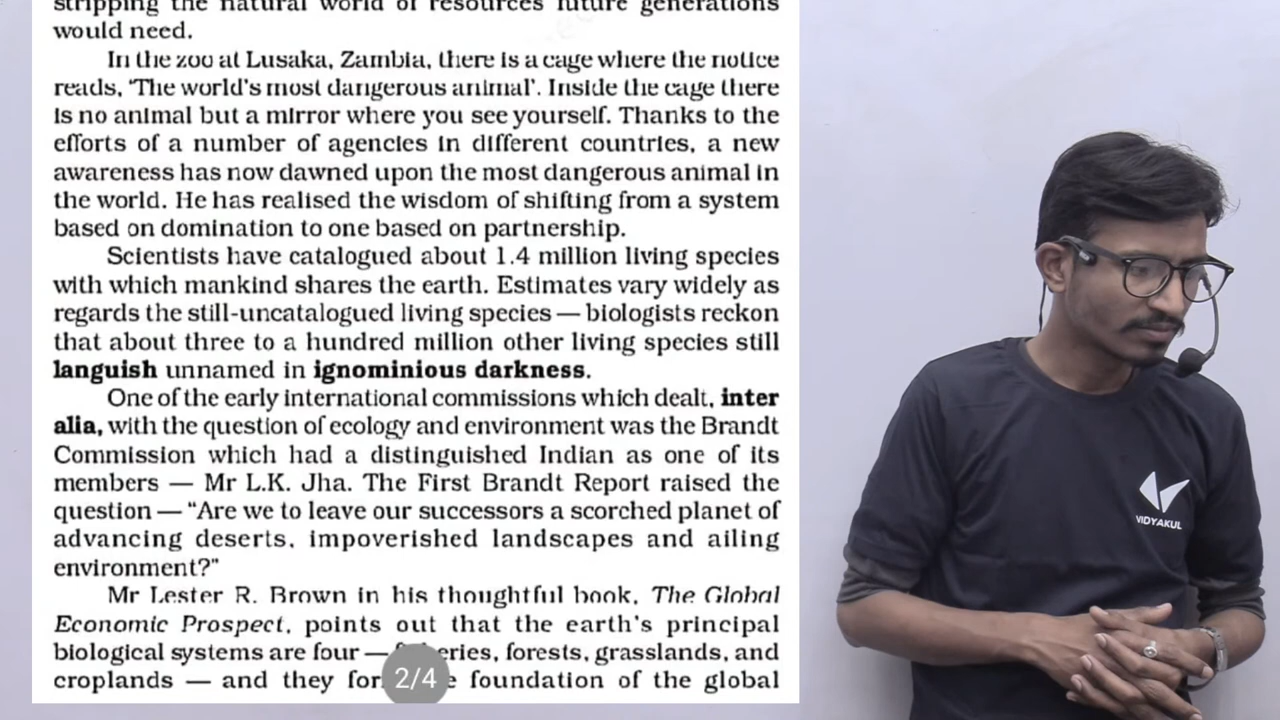 stripping the natural world of resources future generations
would need.
In the zoo at Lusaka, Zambia, there is a cage where the notice
reads, 'The world's most dangerous animal'. Inside the cage there
is no animal but a mirror where you see yourself. Thanks to the
efforts of a number of agencies in different countries, a new
awareness has now dawned upon the most dangerous animal in
the world. He has realised the wisdom of shifting from a system
based on domination to one based on partnership.
Scientists have catalogued about 1.4 million living species
with which mankind shares the earth. Estimates vary widely as
regards the still-uncatalogued living species — biologists reckon
that about three to a hundred million other living species still
languish unnamed in ignominious darkness.
One of the early international commissions which dealt, inter
alia, with the question of ecology and environment was the Brandt
Commission which had a distinguished Indian as one of its
members — Mr L.K. Jha. The First Brandt Report raised the
question — "Are we to leave our successors a scorched planet of
advancing deserts, impoverished landscapes and ailing
environment?"
Mr Lester R. Brown in his thoughtful book, The Global
Economic Prospect, points out that the earth's principal
biological systems are four — eries, forests, grasslands, and
croplands — and they for e foundation of the global
2/4
VIDYAKUL